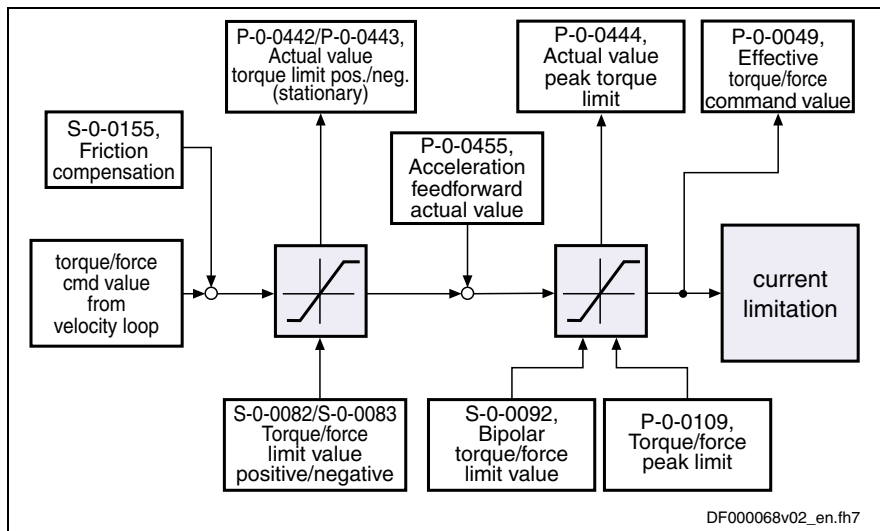 P-0-0442/P-0-0443,
Actual value
torque limit pos./neg.
(stationary)
P-0-0444,
Actual value
peak torque
limit
P-0-0049,
Effective
torque/force
command value
S-0-0155,
Friction
compensation
P-0-0455,
Acceleration
feedforward
actual value
torque/force
cmd value
from
velocity loop
current
limitation
S-0-0082/S-0-0083
Torque/force
limit value
positive/negative
S-0-0092,
Bipolar
torque/force
limit value
P-0-0109,
Torque/force
peak limit
DF000068v02_en.fh7